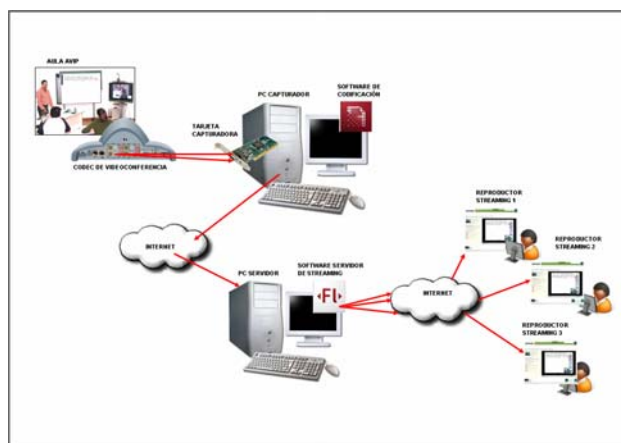 AULA AVIP
PC CAPTURADOR
SOFTWARE DE
CODIFICACIÓN
TARJETA
CAPTURADORA
CODEC DE VIDEOCONFERENCIA
INTERNET
PC SERVIDOR
SOFTWARE SERVIDOR
DE STREAMING
Fl
INTERNET
REPRODUCTOR
STREAMING 1
REPRODUCTOR
STREAMING 2
REPRODUCTOR
STREAMING 3